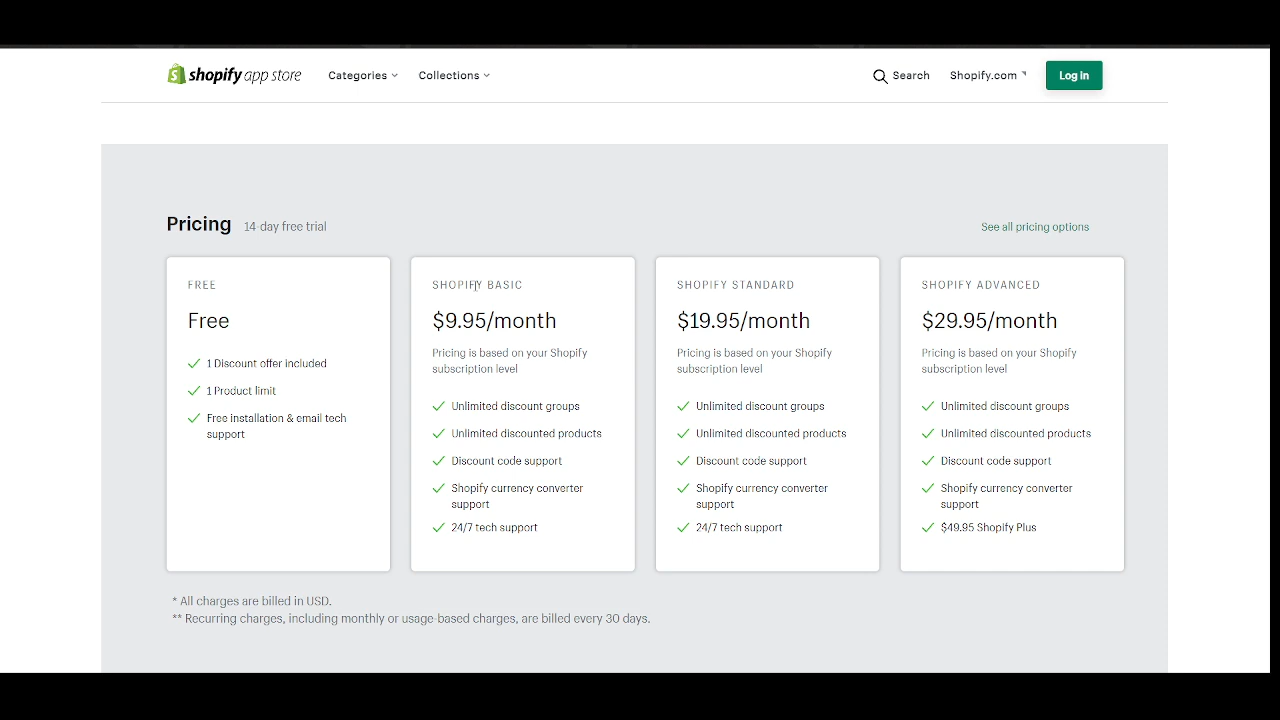 shopify app store Categories Collections Search Shopify.com Log in
Pricing 14-day free trial See all pricing options
FREE
Free
1 Discount offer included
1 Product limit
Free installation & email tech
support
SHOPIFY BASIC
$9.95/month
Pricing is based on your Shopify
subscription level
Unlimited discount groups
Unlimited discounted products
Discount code support
Shopify currency converter
support
24/7 tech support
SHOPIFY STANDARD
$19.95/month
Pricing is based on your Shopify
subscription level
Unlimited discount groups
Unlimited discounted products
Discount code support
Shopify currency converter
support
24/7 tech support
SHOPIFY ADVANCED
$29.95/month
Pricing is based on your Shopify
subscription level
Unlimited discount groups
Unlimited discounted products
Discount code support
Shopify currency converter
support
$49.95 Shopify Plus
* All charges are billed in USD.
** Recurring charges, including monthly or usage-based charges, are billed every 30 days.